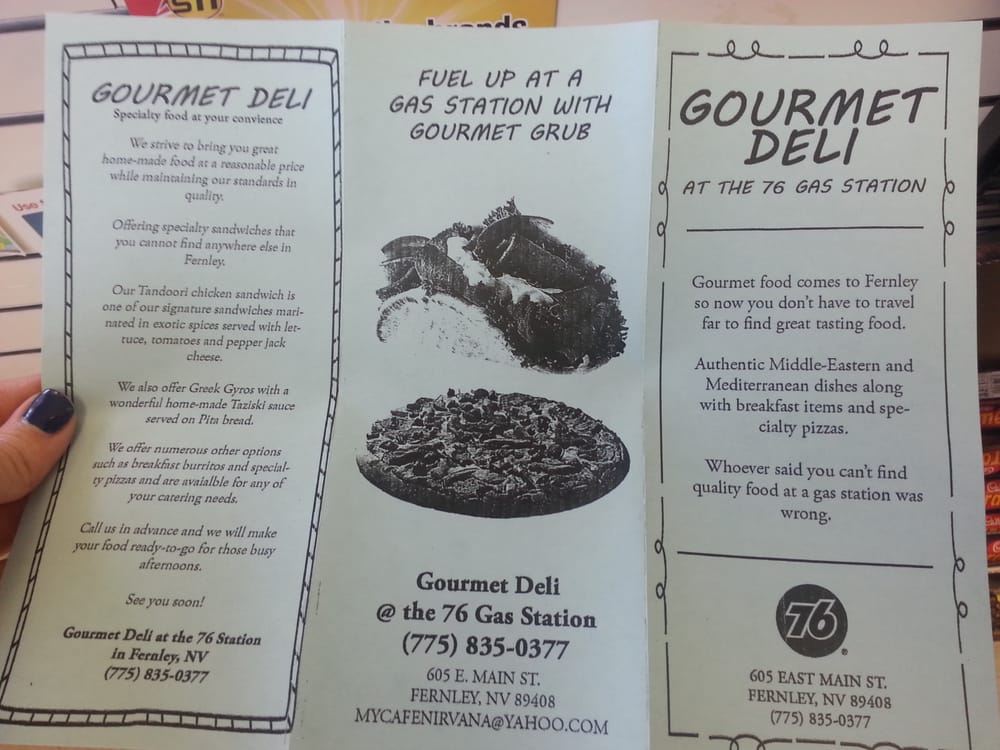 the brands
Use
GOURMET DELI
Specialty food at your convience
We strive to bring you great
home-made food at a reasonable price
while maintaining our standards in
quality.
Offering specialty sandwiches that
you cannot find anywhere else in
Fernley.
Our Tandoori chicken sandwich is
one of our signature sandwiches mari-
nated in exotic spices served with let-
tuce, tomatoes and pepper jack
cheese.
We also offer Greek Gyros with a
wonderful home-made Taziski sauce
served on Pita bread.
We offer numerous other options
such as breakfast burritos and special-
ty pizzas and are avaialble for any of
your catering needs.
Call us in advance and we will make
your food ready-to-go for those busy
afternoons.
See you soon!
Gourmet Deli at the 76 Station
in Fernley, NV
(775) 835-0377
FUEL UP AT A
GAS STATION WITH
GOURMET GRUB
Gourmet Deli
@ the 76 Gas Station
(775) 835-0377
605 E. MAIN ST.
FERNLEY, NV 89408
MYCAFENIRVANA@YAHOO.COM
GOURMET
DELI
AT THE 76 GAS STATION
Gourmet food comes to Fernley
so now you don't have to travel
far to find great tasting food.
Authentic Middle-Eastern and
Mediterranean dishes along
with breakfast items and spe-
cialty pizzas.
Whoever said you can't find
quality food at a gas station was
wrong.
76
®
605 EAST MAIN ST.
FERNLEY, NV 89408
(775) 835-0377